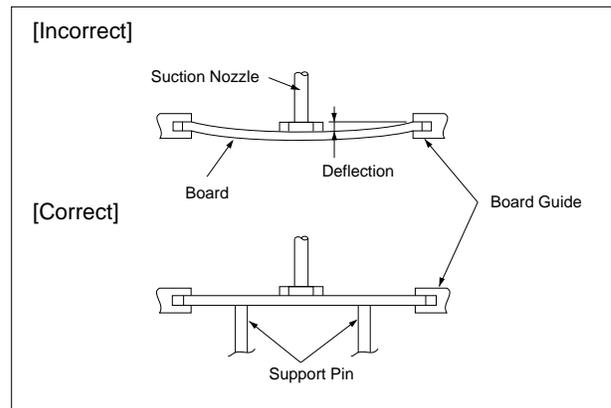 [Incorrect]
Suction Nozzle
Deflection
Board
Board Guide
[Correct]
Support Pin